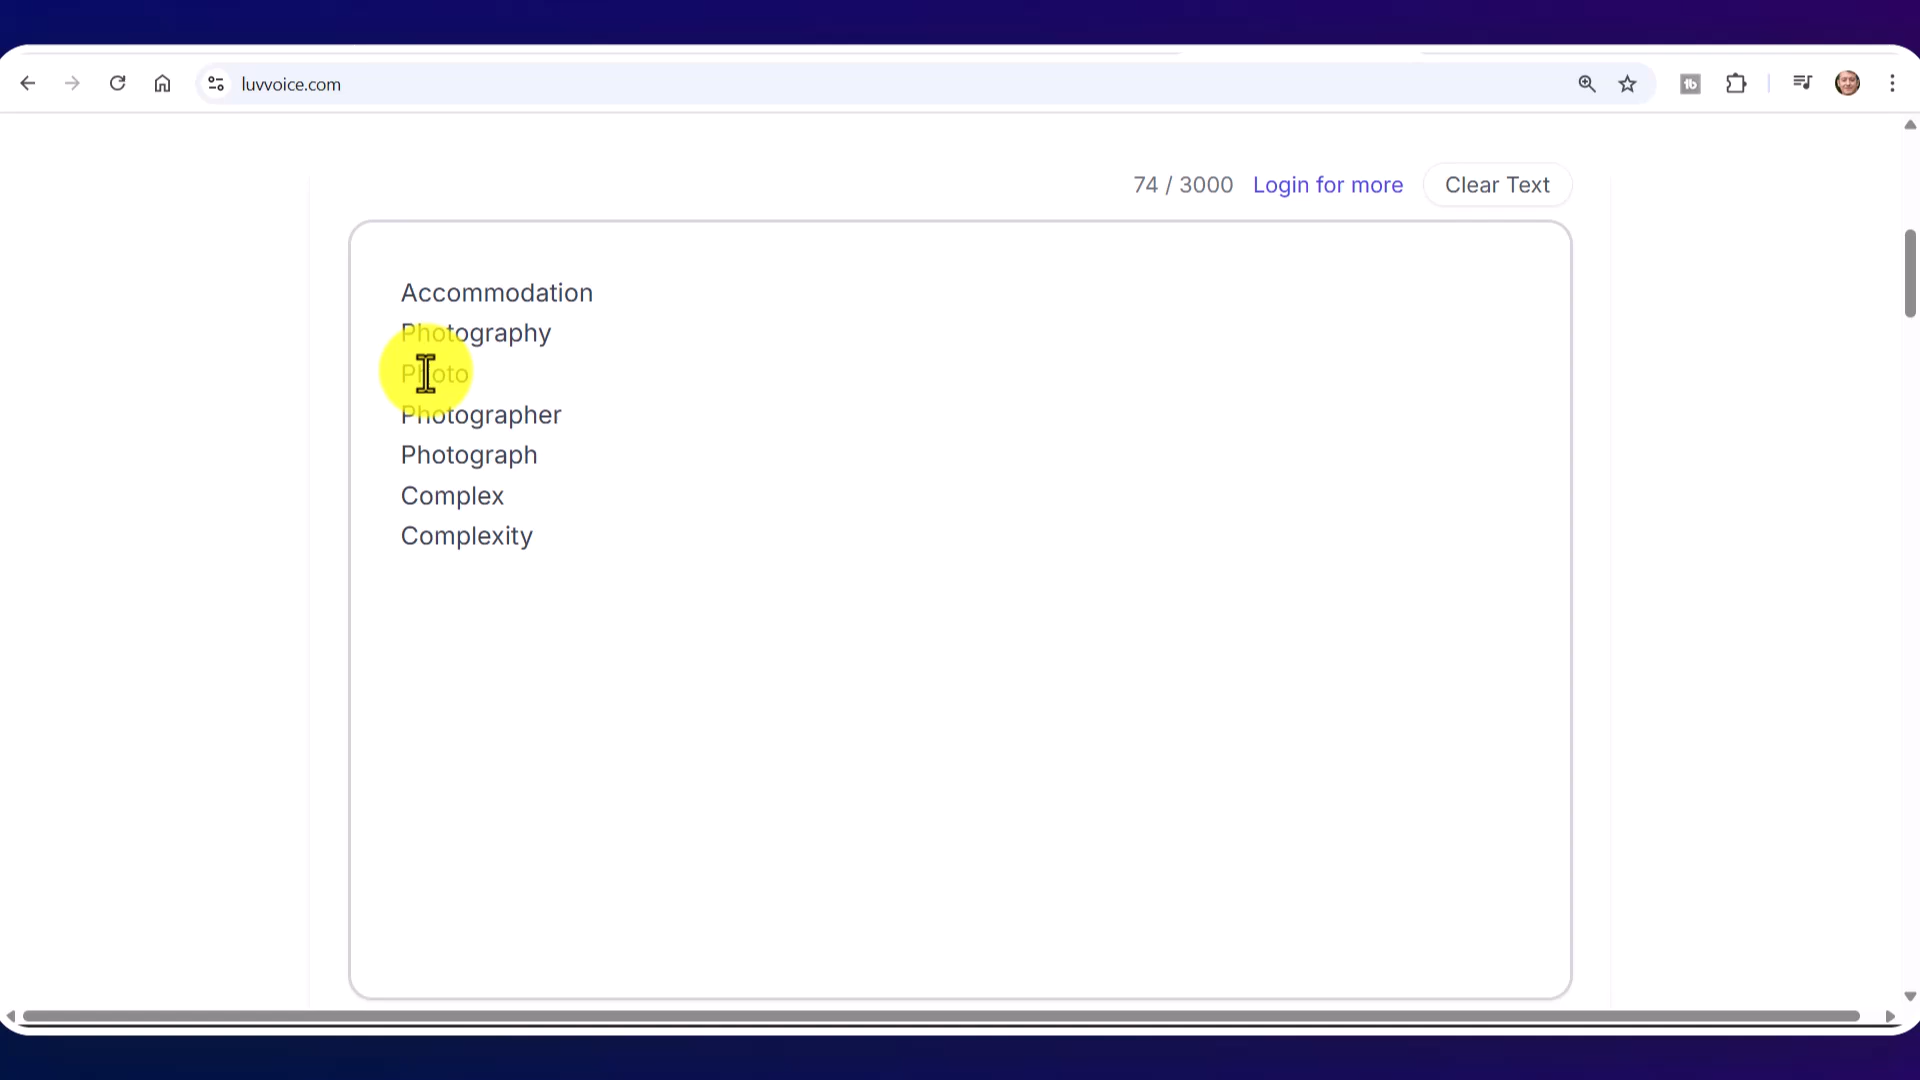 luvvoice.com
74 / 3000 Login for more Clear Text
Accommodation
Photography
Photo
Photographer
Photograph
Complex
Complexity